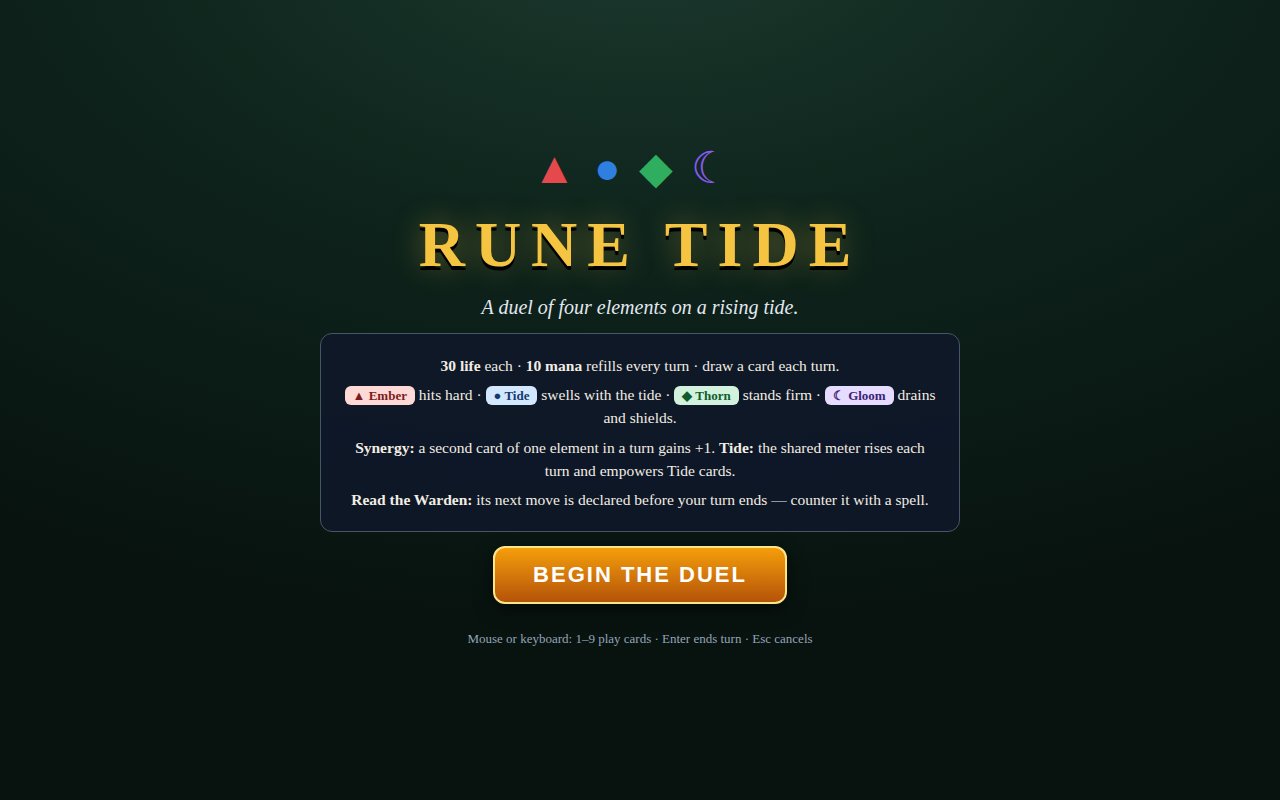 ▲ ● ◆ ☾
RUNE TIDE
A duel of four elements on a rising tide.
30 life each · 10 mana refills every turn · draw a card each turn.
▲ Ember hits hard · ● Tide swells with the tide · ◆ Thorn stands firm · ☾ Gloom drains
and shields.
Synergy: a second card of one element in a turn gains +1. Tide: the shared meter rises each
turn and empowers Tide cards.
Read the Warden: its next move is declared before your turn ends — counter it with a spell.
BEGIN THE DUEL
Mouse or keyboard: 1–9 play cards · Enter ends turn · Esc cancels